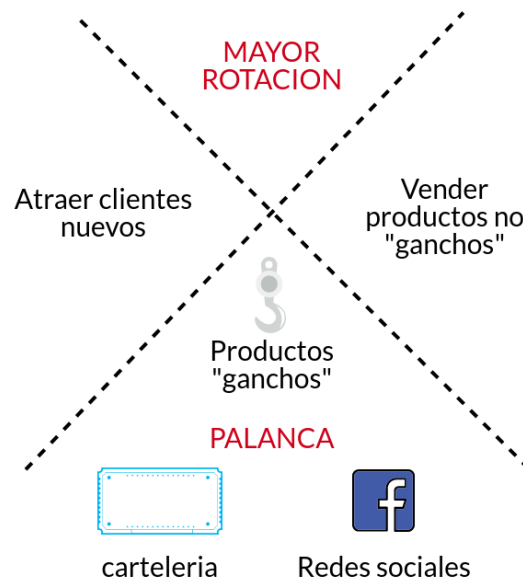 MAYOR
ROTACION
Atraer clientes
nuevos
Vender
productos no
"ganchos"
Productos
"ganchos"
PALANCA
carteleria
Redes sociales